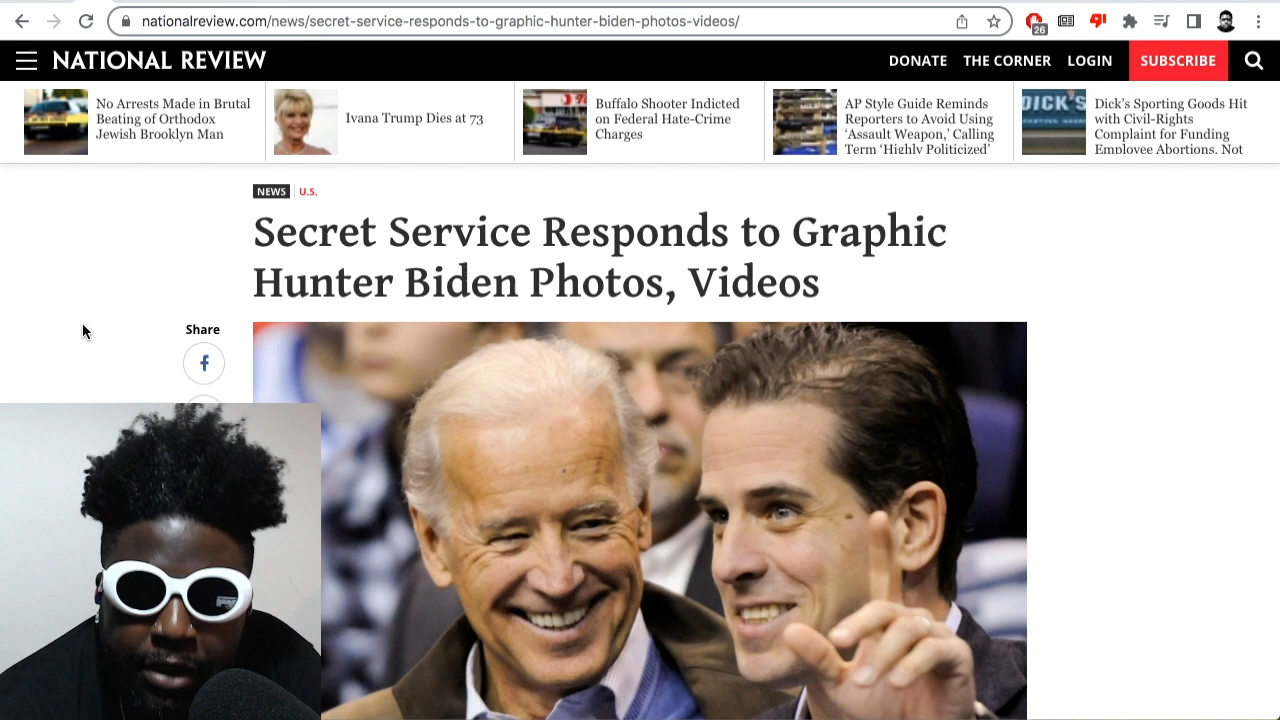 nationalreview.com/news/secret-service-responds-to-graphic-hunter-biden-photos-videos/
26
NATIONAL REVIEW
DONATE
THE CORNER
LOGIN
SUBSCRIBE
No Arrests Made in Brutal
Beating of Orthodox
Jewish Brooklyn Man
Ivana Trump Dies at 73
Buffalo Shooter Indicted
on Federal Hate-Crime
Charges
AP Style Guide Reminds
Reporters to Avoid Using
‘Assault Weapon,’ Calling
Term ‘Highly Politicized’
DICK'S
Dick’s Sporting Goods Hit
with Civil-Rights
Complaint for Funding
Employee Abortions, Not
NEWS
U.S.
Secret Service Responds to Graphic
Hunter Biden Photos, Videos
Share
f